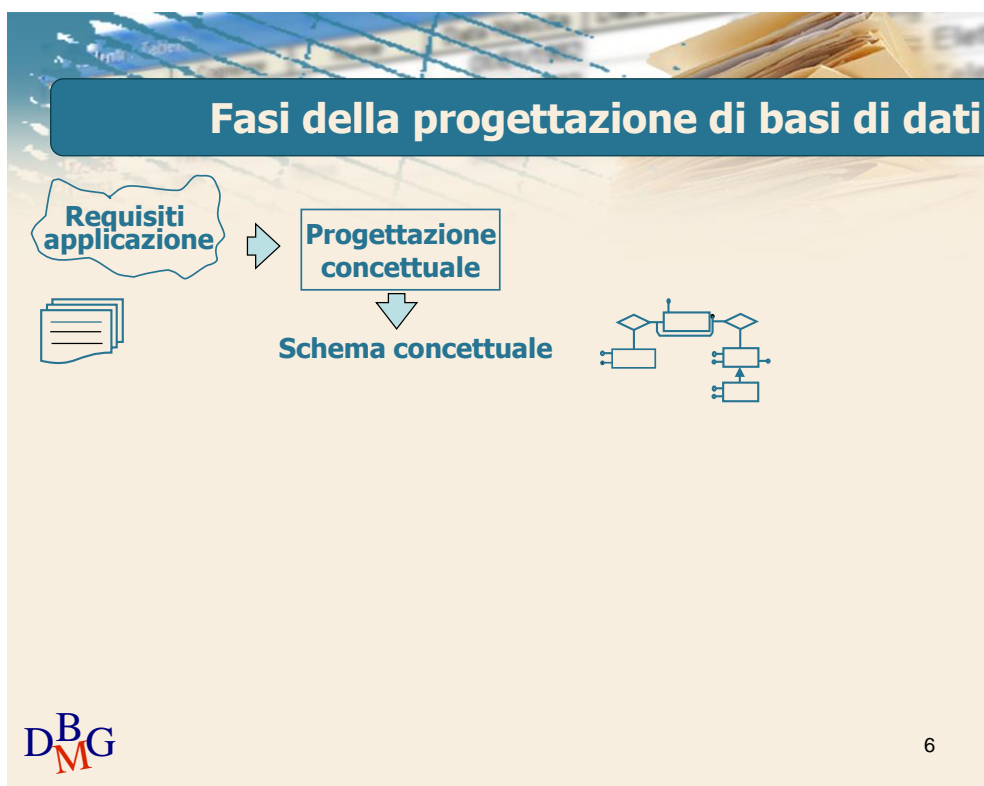 Fasi della progettazione di basi di dati
Requisiti
applicazione
Progettazione
concettuale
Schema concettuale
DBMG
6